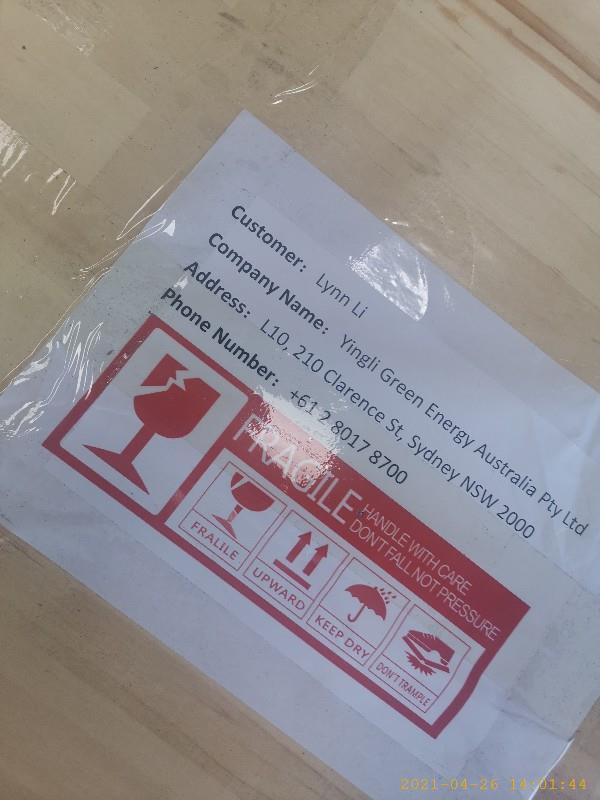 Customer: Lynn Li
Company Name: Yingli Green Energy Australia Pty Ltd
Address: L10, 210 Clarence St, Sydney NSW 2000
Phone Number: +61 2 8017 8700
FRAGILE
HANDLE WITH CARE
DON'T FALL NOT PRESSURE
FRALILE
UPWARD
KEEP DRY
DON'T TRAMPLE
2021-04-26 14:01:44